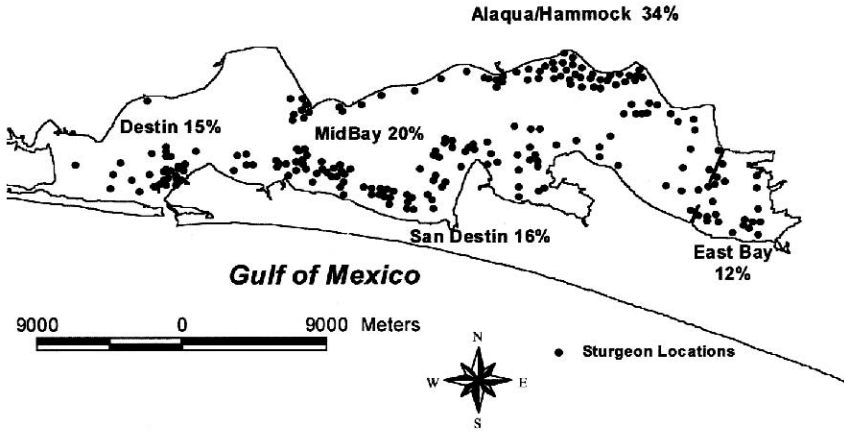 Alaqua/Hammock 34%
Destin 15%
MidBay 20%
San Destin 16%
East Bay
12%
Gulf of Mexico
9000 0 9000 Meters
N
W E
S
Sturgeon Locations